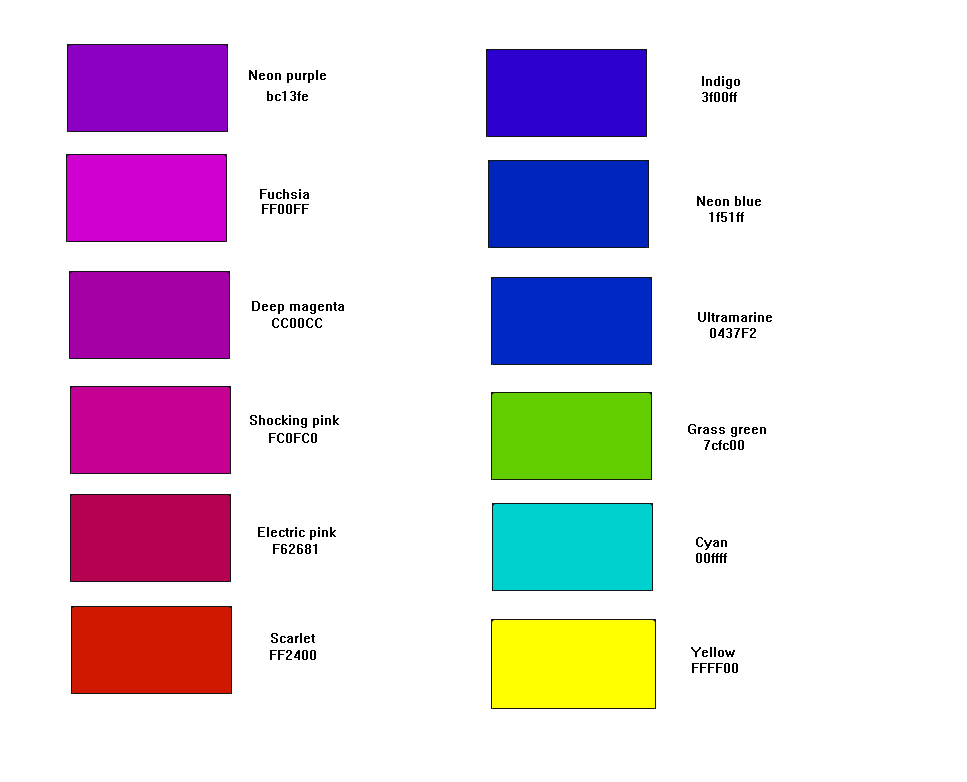 Neon purple
bc13fe
Fuchsia
FF00FF
Deep magenta
CC00CC
Shocking pink
FC0FC0
Electric pink
F62681
Scarlet
FF2400
Indigo
3f00ff
Neon blue
1f51ff
Ultramarine
0437F2
Grass green
7cfc00
Cyan
00ffff
Yellow
FFFF00